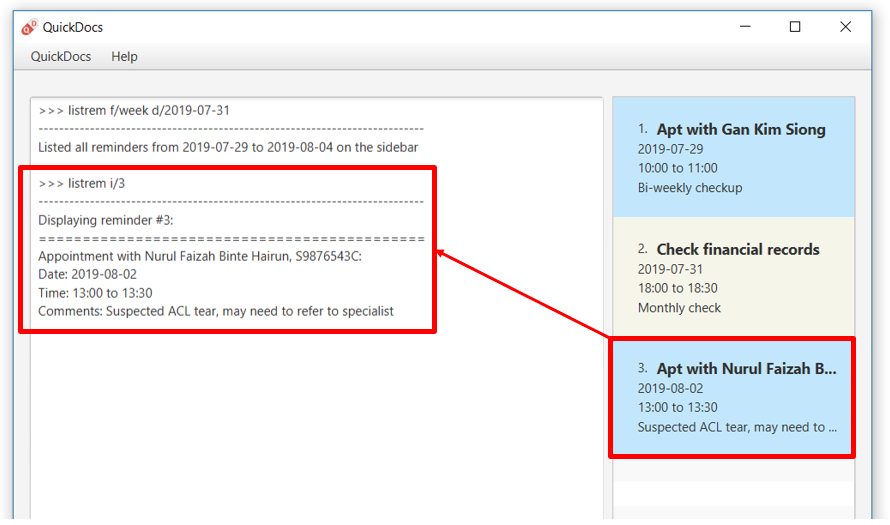 QuickDocs
QuickDocs Help
>>> listrem f/week d/2019-07-31
--------------------------------------------------------------------------
Listed all reminders from 2019-07-29 to 2019-08-04 on the sidebar
>>> listrem i/3
--------------------------------------------------------------------------
Displaying reminder #3:
============================================
Appointment with Nurul Faizah Binte Hairun, S9876543C:
Date: 2019-08-02
Time: 13:00 to 13:30
Comments: Suspected ACL tear, may need to refer to specialist
1. Apt with Gan Kim Siong
2019-07-29
10:00 to 11:00
Bi-weekly checkup
2. Check financial records
2019-07-31
18:00 to 18:30
Monthly check
3. Apt with Nurul Faizah B...
2019-08-02
13:00 to 13:30
Suspected ACL tear, may need to ...